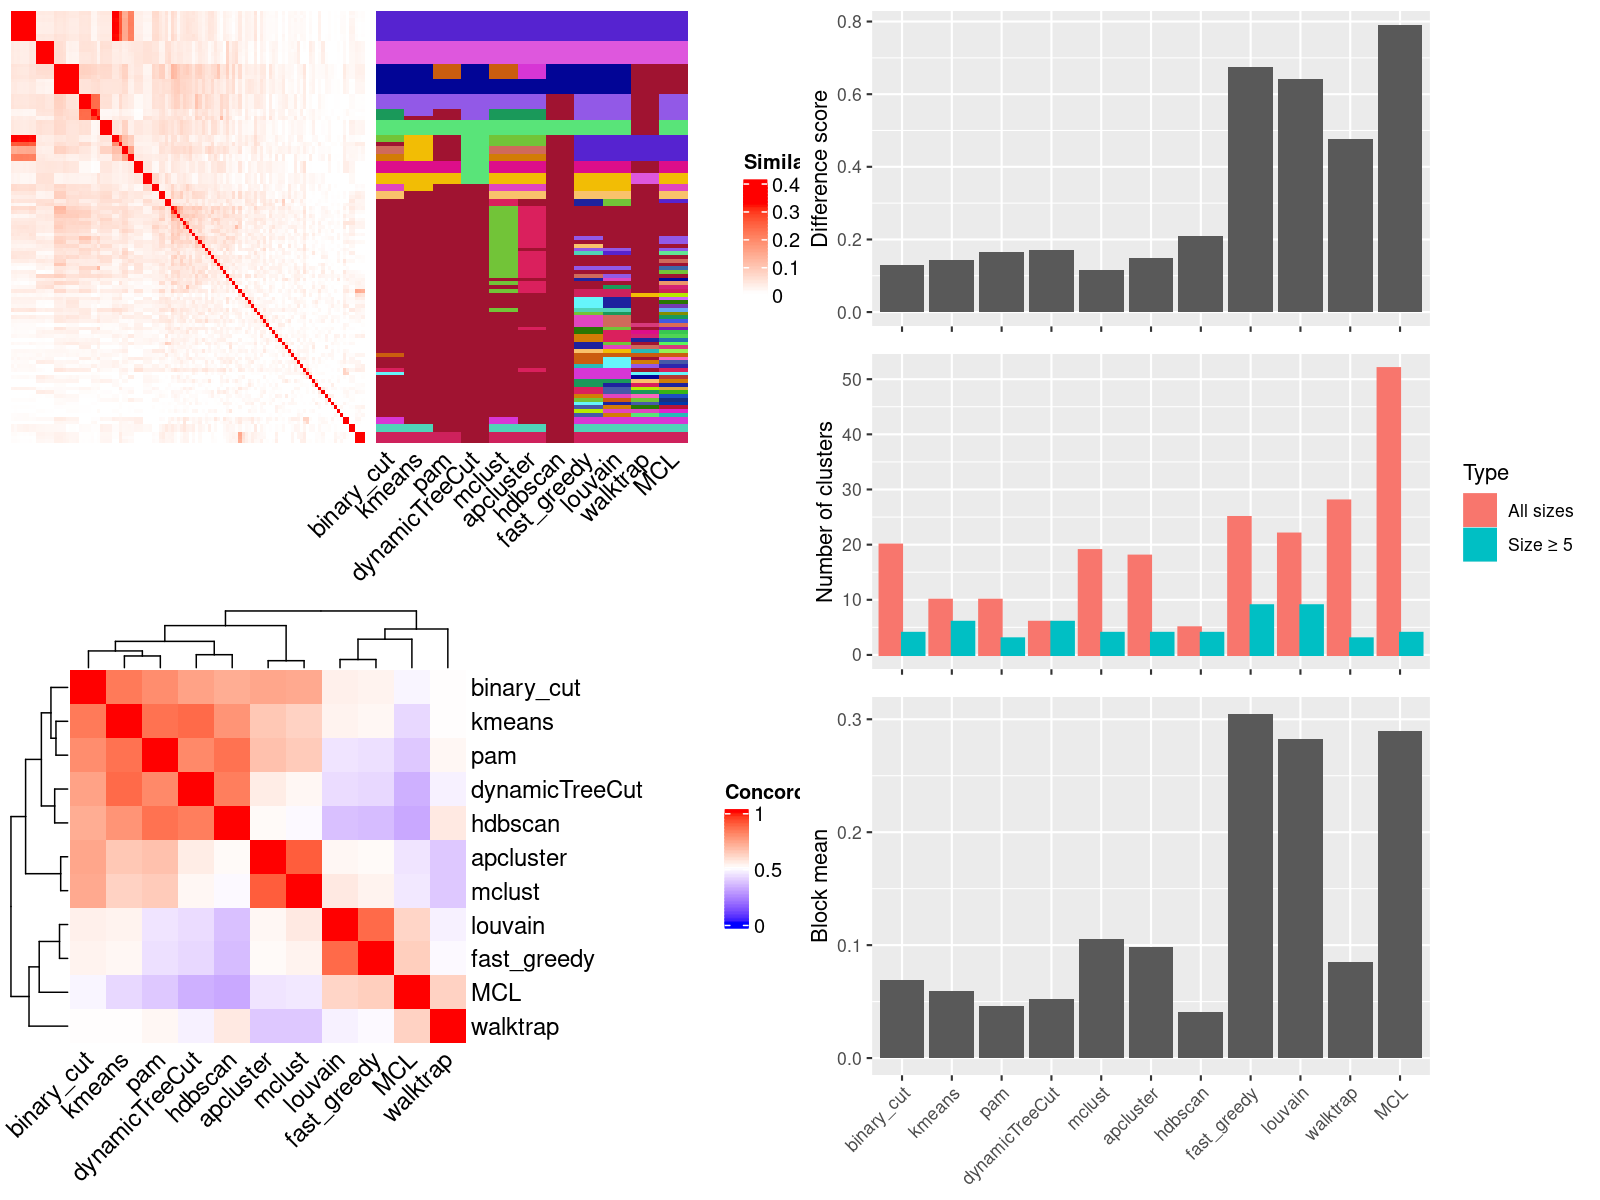 Simila
0.4
0.3
0.2
0.1
0
binary_cut
kmeans
pam
dynamicTreeCut
mclust
apcluster
hdbscan
fast_greedy
louvain
walktrap
MCL
binary_cut
kmeans
pam
dynamicTreeCut
hdbscan
apcluster
mclust
louvain
fast_greedy
MCL
walktrap
binary_cut
kmeans
pam
dynamicTreeCut
hdbscan
apcluster
mclust
louvain
fast_greedy
MCL
walktrap
Concord
1
0.5
0
Difference score
0.8
0.6
0.4
0.2
0.0
Number of clusters
50
40
30
20
10
0
Type
All sizes
Size ≥ 5
Block mean
0.3
0.2
0.1
0.0
binary_cut
kmeans
pam
dynamicTreeCut
mclust
apcluster
hdbscan
fast_greedy
louvain
walktrap
MCL